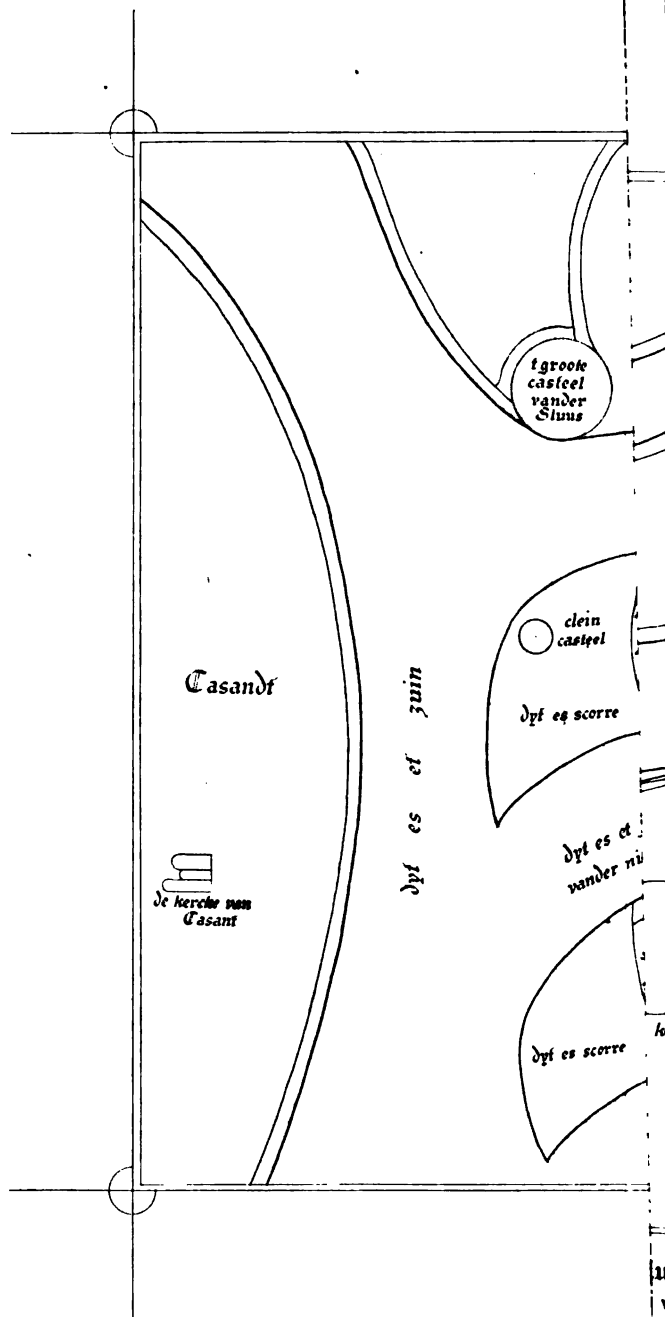 t groote
casteel
vander
Sluus
clein
casteel
Casandt
dyt es et zuin
dyt es scorre
dyt es et
vander
de kercke van
Casant
dyt es scorre